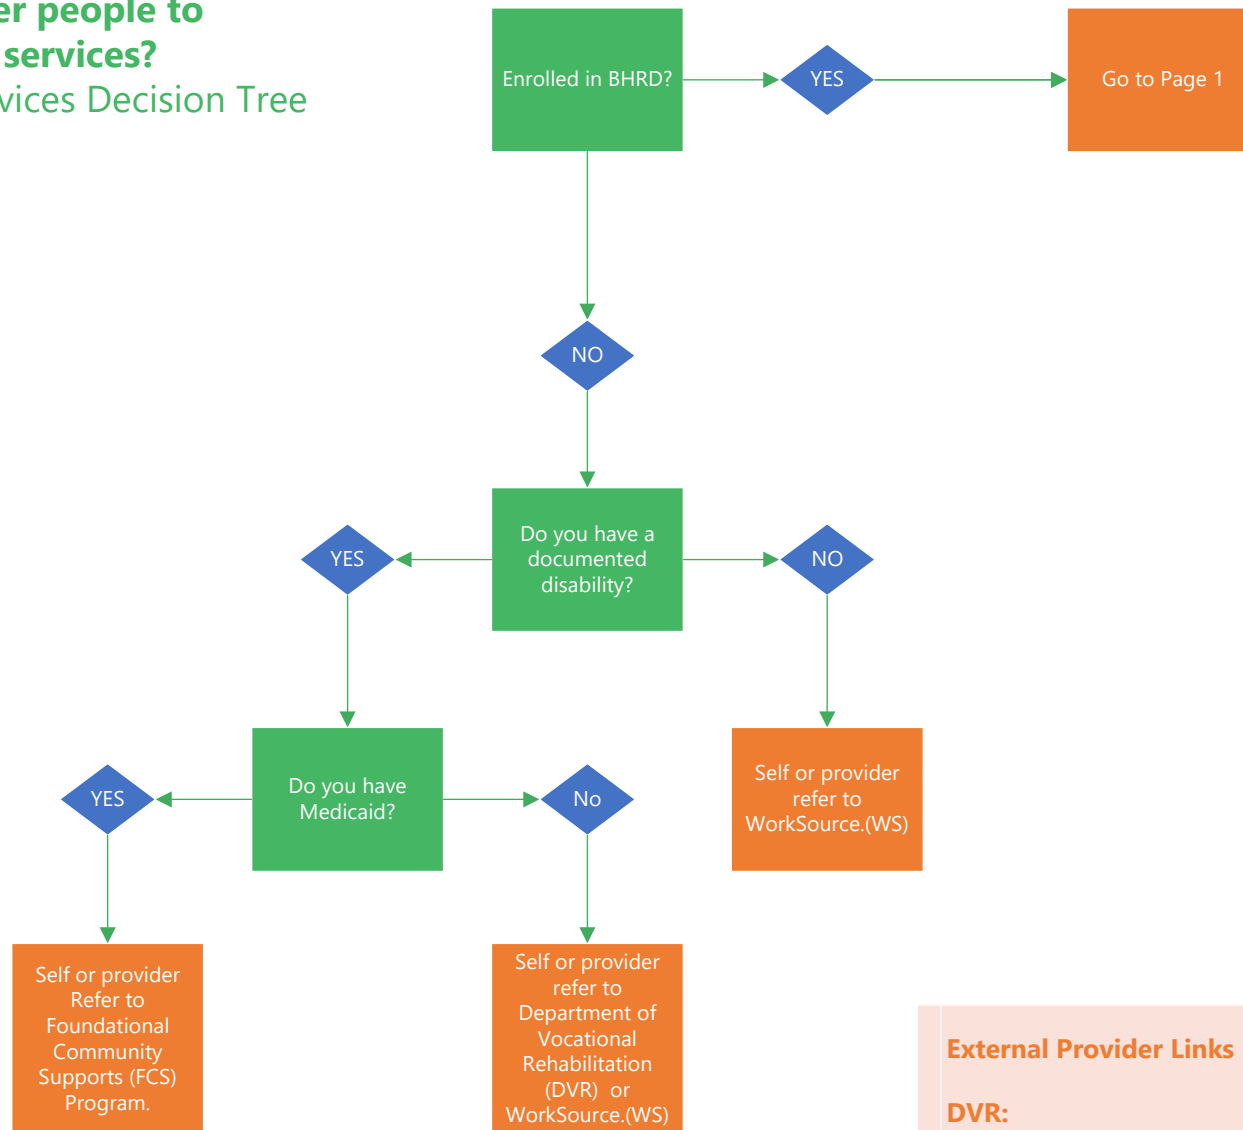 er people to
services?
vices Decision Tree
Enrolled in BHRD?
YES
Go to Page 1
NO
Do you have a
documented
disability?
YES
NO
Do you have
Medicaid?
YES
No
Self or provider
refer to
WorkSource.(WS)
Self or provider
Refer to
Foundational
Community
Supports (FCS)
Program.
Self or provider
refer to
Department of
Vocational
Rehabilitation
(DVR) or
WorkSource.(WS)
External Provider Links
DVR: